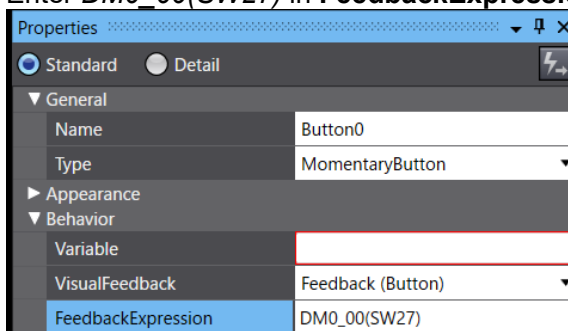 Enter DM0_00(SW27) in FeedbackExpressi
Properties
Standard Detail
General
Name Button0
Type MomentaryButton
Appearance
Behavior
Variable
VisualFeedback Feedback (Button)
FeedbackExpression DM0_00(SW27)